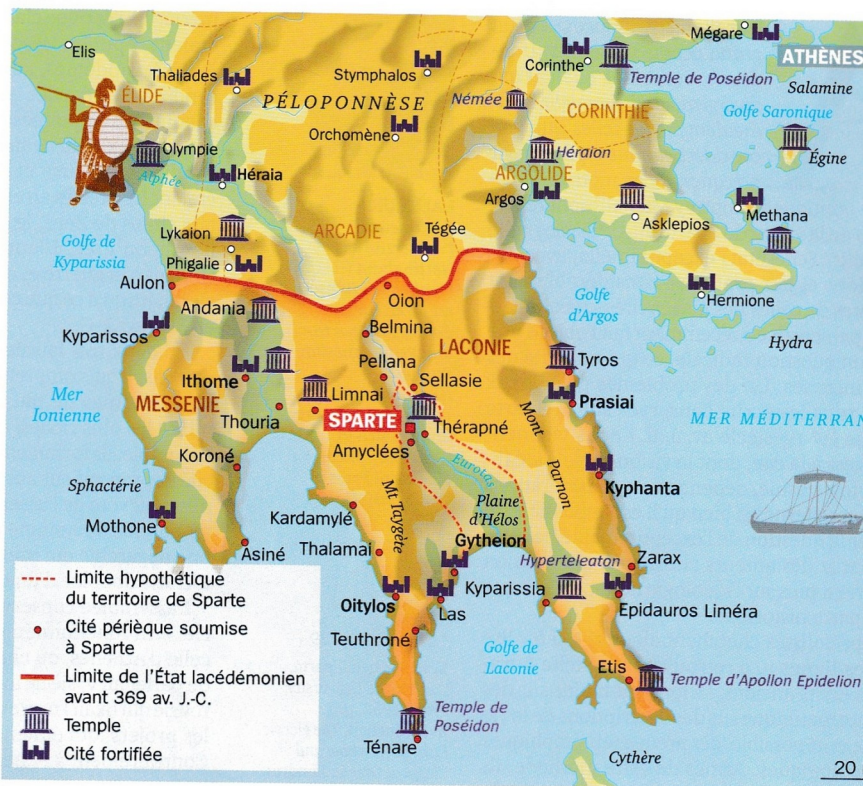 Elis
Thaliades
Stymphalos
Corinthe
Mégare
ATHÈNES
Temple de Poséidon
Salamine
ÉLIDE
PÉLOPONNÈSE
Némée
CORINTHIE
Golfe Saronique
Orchomène
Olympie
Héraion
Égine
Alphée
Héraia
ARGOLIDE
Argos
Asklepios
Methana
Lykaion
ARCADIE
Tégée
Golfe de
Kyparissia
Phigalie
Aulon
Oion
Golfe
d'Argos
Hermione
Andania
Kyparissos
Belmina
LACONIE
Hydra
Pellana
Tyros
Ithome
Sellasie
Mer
Ionienne
MESSENIE
Limnai
Prasiai
Thouria
SPARTE
Thérapné
Mont
Parnon
MER MÉDITERRAN
Amyclées
Koroné
Eurotas
Sphactérie
Mt Taygète
Plaine
d'Hélos
Kyphanta
Mothone
Kardamylé
Gytheion
Asiné
Thalamai
Hyperteleaton
Zarax
Oitylos
Las
Kyparissia
Epidauros Liméra
Teuthroné
Golfe de
Laconie
Etis
Temple d'Apollon Epidelion
Temple de
Poséidon
Ténare
Cythère
20
Limite hypothétique
du territoire de Sparte
Cité périèque soumise
à Sparte
Limite de l'État lacédémonien
avant 369 av. J.-C.
Temple
Cité fortifiée